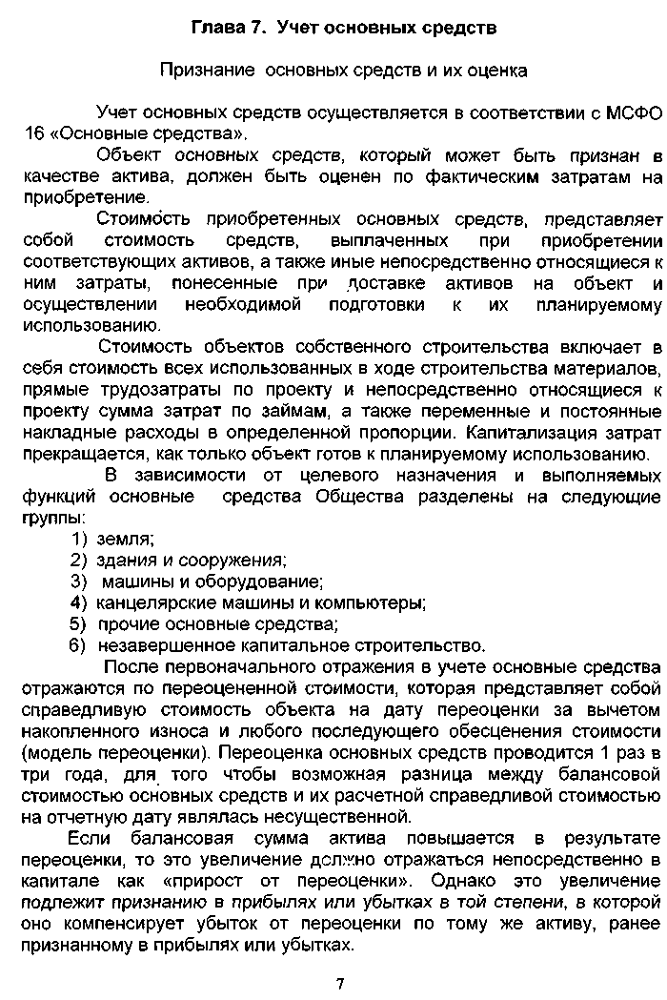 Глава 7. Учет основных средств
Признание основных средств и их оценка
Учет основных средств осуществляется в соответствии с МСФО
16 «Основные средства».
Объект основных средств, который может быть признан в
качестве актива, должен быть оценен по фактическим затратам на
приобретение.
Стоимость приобретенных основных средств, представляет
собой стоимость средств, выплаченных при приобретении
соответствующих активов, а также иные непосредственно относящиеся к
ним затраты, понесенные при доставке активов на объект и
осуществлении необходимой подготовки к их планируемому
использованию.
Стоимость объектов собственного строительства включает в
себя стоимость всех использованных в ходе строительства материалов,
прямые трудозатраты по проекту и непосредственно относящиеся к
проекту сумма затрат по займам, а также переменные и постоянные
накладные расходы в определенной пропорции. Капитализация затрат
прекращается, как только объект готов к планируемому использованию.
В зависимости от целевого назначения и выполняемых
функций основные средства Общества разделены на следующие
группы:
1) земля;
2) здания и сооружения;
3) машины и оборудование;
4) канцелярские машины и компьютеры;
5) прочие основные средства;
6) незавершенное капитальное строительство.
После первоначального отражения в учете основные средства
отражаются по переоцененной стоимости, которая представляет собой
справедливую стоимость объекта на дату переоценки за вычетом
накопленного износа и любого последующего обесценения стоимости
(модель переоценки). Переоценка основных средств проводится 1 раз в
три года, для того чтобы возможная разница между балансовой
стоимостью основных средств и их расчетной справедливой стоимостью
на отчетную дату являлась несущественной.
Если балансовая сумма актива повышается в результате
переоценки, то это увеличение должно отражаться непосредственно в
капитале как «прирост от переоценки». Однако это увеличение
подлежит признанию в прибылях или убытках в той степени, в которой
оно компенсирует убыток от переоценки по тому же активу, ранее
признанному в прибылях или убытках.
7